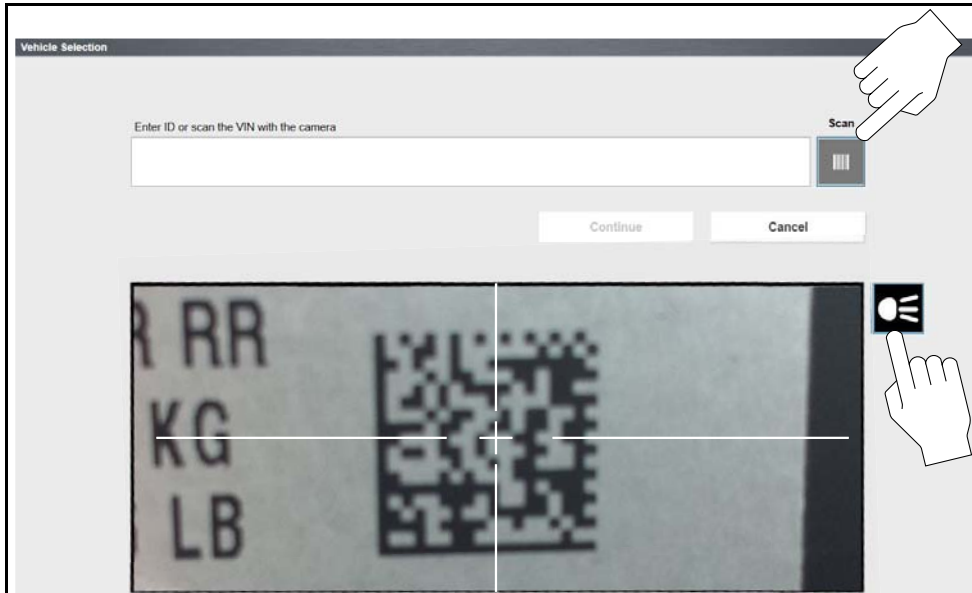 Vehicle Selection
Enter ID or scan the VIN with the camera
Scan
Continue
Cancel
R RR
KG
LB